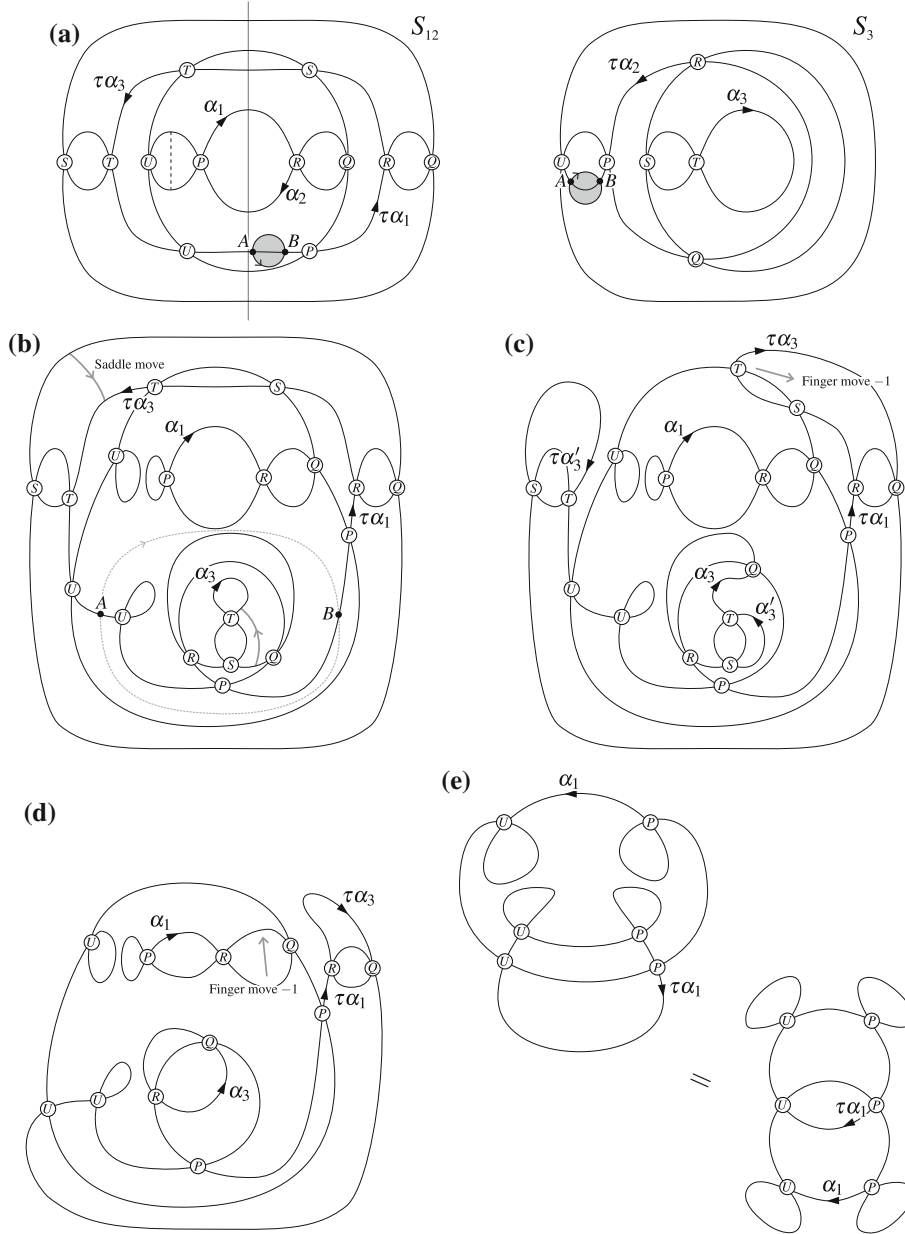 (a) S₁₂ S₃
τα₃ T S τα₂ R
α₁ α₃
S T U P R Q R Q U P S T
α₂ A B
τα₁
A B
U P Q
(b) (c)
τα₃
Saddle move T Finger move −1
T S
τα₃ S
α₁ U Q α₁ τα₃′ U Q
S T P R R Q S T P R R Q
τα₁ τα₁
P P
α₃ Q
U A T B U α₃ T α₃′
U U
R S Q R S
P P
(e)
α₁
(d) U P
τα₃
α₁
U Q U P
P R R Q U P
Finger move −1 τα₁ τα₁
P
Q U P
U U R α₃ = U τα₁ P
P α₁
U P